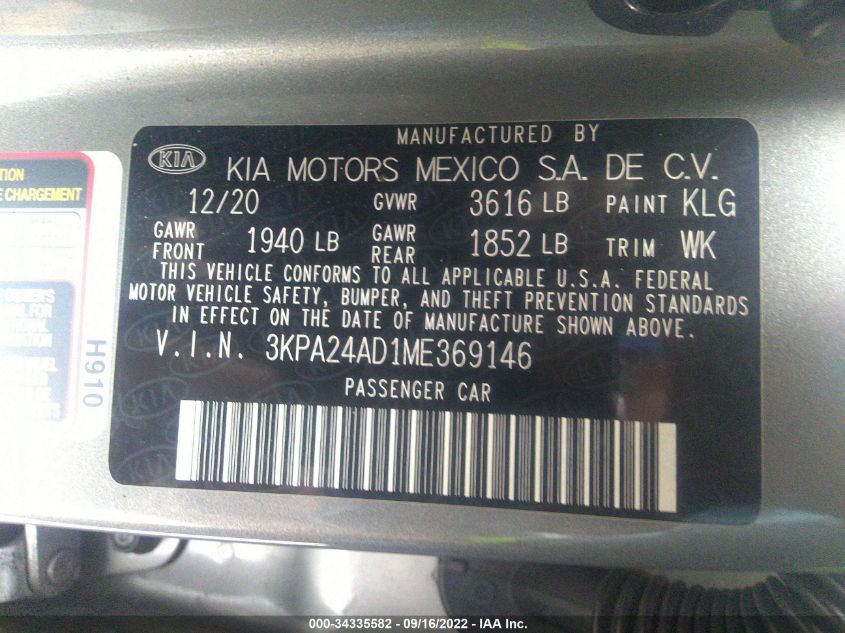 MANUFACTURED BY
KIA KIA MOTORS MEXICO S.A. DE C.V.
12/20 GVWR 3616 LB PAINT KLG
GAWR FRONT 1940 LB GAWR REAR 1852 LB TRIM WK
THIS VEHICLE CONFORMS TO ALL APPLICABLE U.S.A. FEDERAL
MOTOR VEHICLE SAFETY, BUMPER, AND THEFT PREVENTION STANDARDS
IN EFFECT ON THE DATE OF MANUFACTURE SHOWN ABOVE.
V.I.N. 3KPA24AD1ME369146
PASSENGER CAR
CHARGEMENT
H910
000-34335582 - 09/16/2022 - IAA Inc.